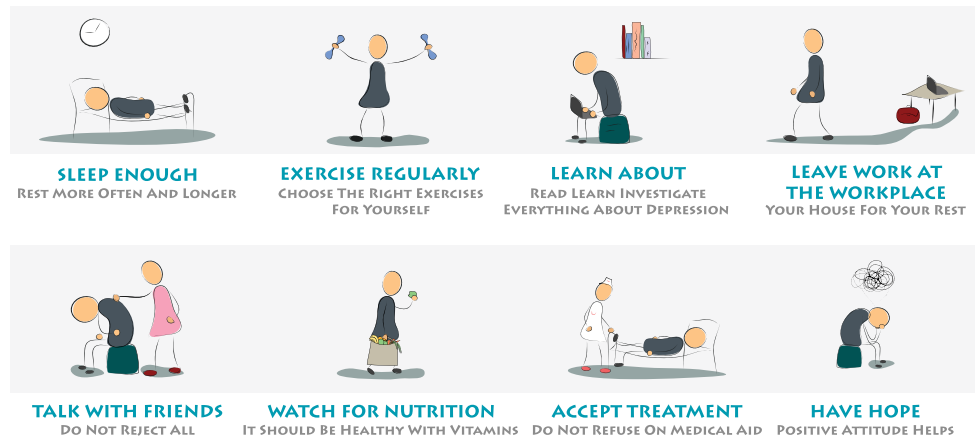 SLEEP ENOUGH
REST MORE OFTEN AND LONGER
EXERCISE REGULARLY
CHOOSE THE RIGHT EXERCISES
FOR YOURSELF
LEARN ABOUT
READ LEARN INVESTIGATE
EVERYTHING ABOUT DEPRESSION
LEAVE WORK AT
THE WORKPLACE
YOUR HOUSE FOR YOUR REST
TALK WITH FRIENDS
DO NOT REJECT ALL
WATCH FOR NUTRITION
IT SHOULD BE HEALTHY WITH VITAMINS
ACCEPT TREATMENT
DO NOT REFUSE ON MEDICAL AID
HAVE HOPE
POSITIVE ATTITUDE HELPS